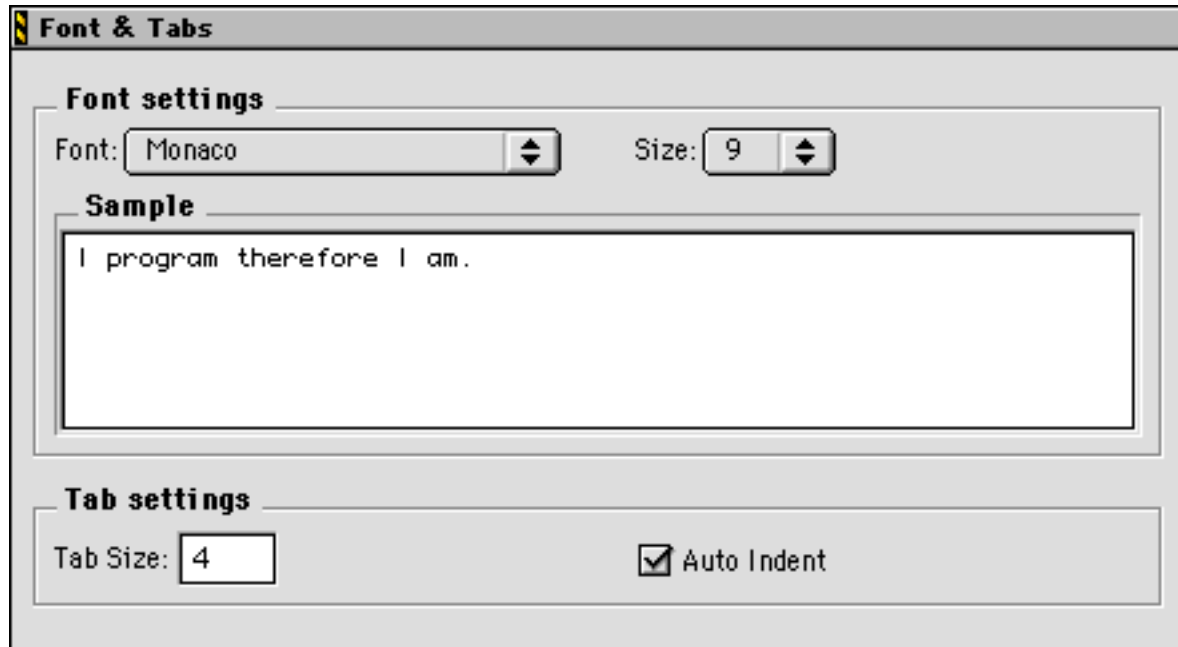 Font & Tabs
Font settings
Font: Monaco Size: 9
Sample
I program therefore I am.
Tab settings
Tab Size: 4 Auto Indent